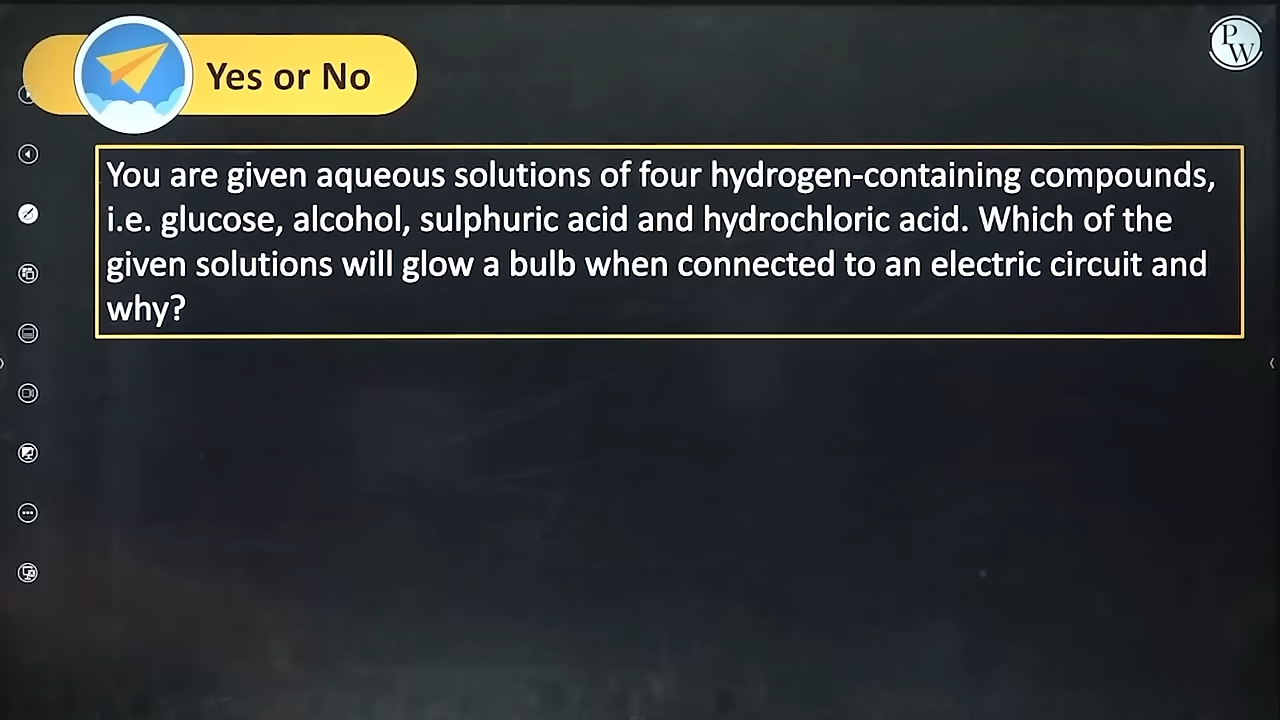 Yes or No
P
W
You are given aqueous solutions of four hydrogen-containing compounds,
i.e. glucose, alcohol, sulphuric acid and hydrochloric acid. Which of the
given solutions will glow a bulb when connected to an electric circuit and
why?